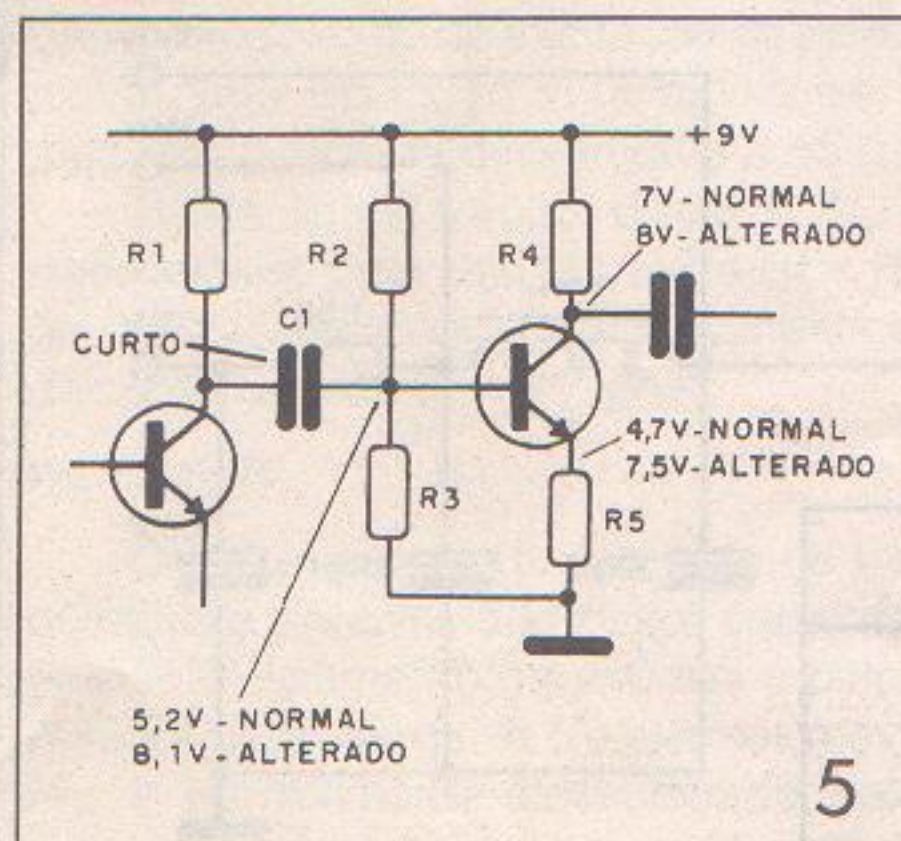 +9V
7V - NORMAL
8V - ALTERADO
R1
R2
R4
C1
CURTO
4,7V - NORMAL
7,5V - ALTERADO
R3
R5
5,2V - NORMAL
8,1V - ALTERADO
5